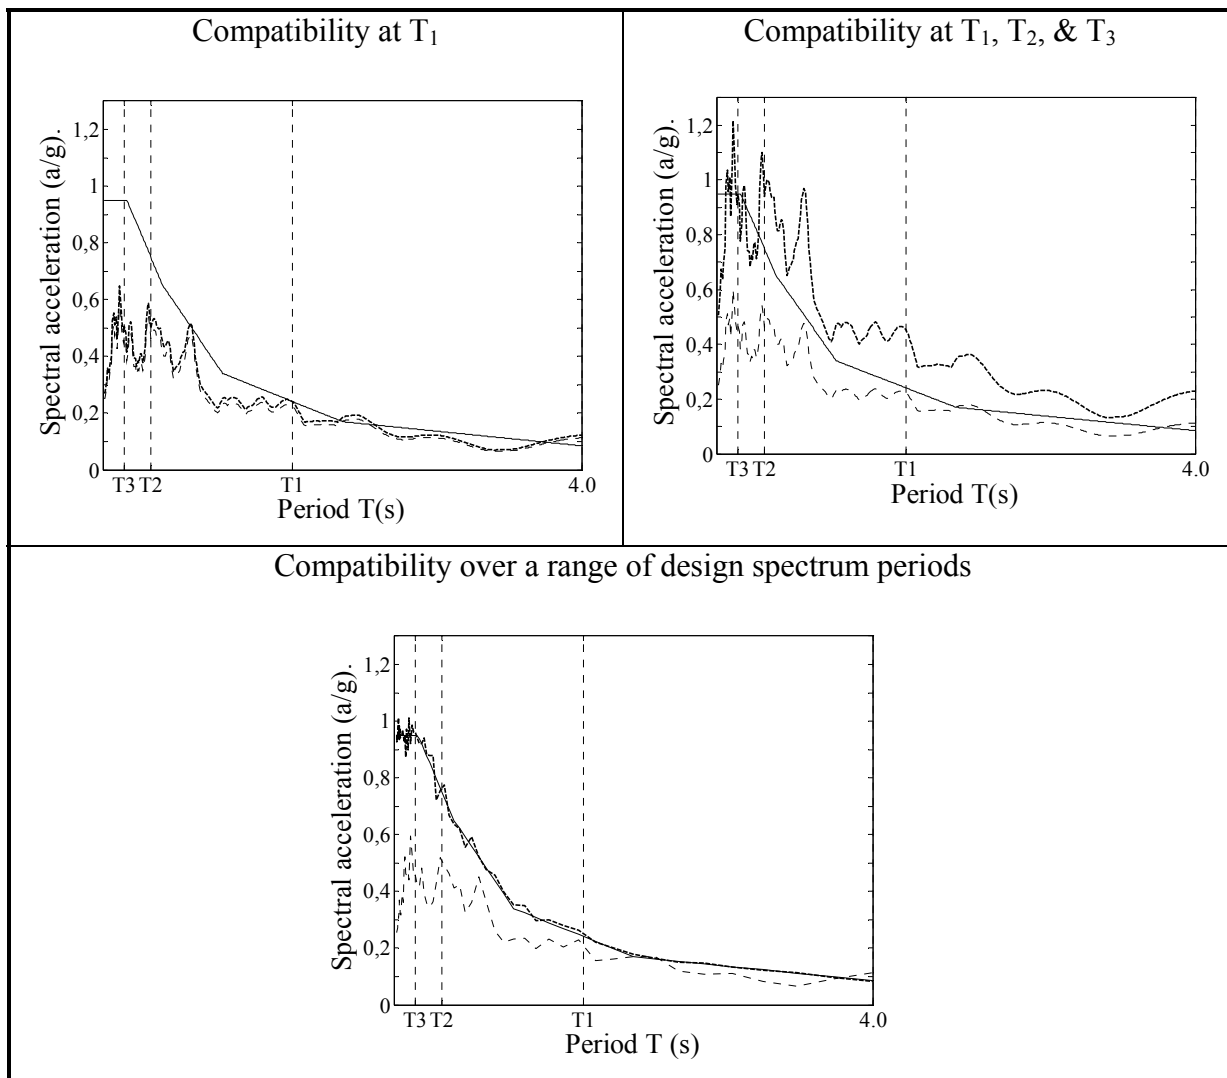 Compatibility at T1
Spectral acceleration (a/g).
1,2
1
0,8
0,6
0,4
0,2
0
T3 T2 T1 4.0
Period T(s)
Compatibility at T1, T2, & T3
Spectral acceleration (a/g).
1,2
1
0,8
0,6
0,4
0,2
0
T3 T2 T1 4.0
Period T(s)
Compatibility over a range of design spectrum periods
Spectral acceleration (a/g).
1,2
1
0,8
0,6
0,4
0,2
0
T3 T2 T1 4.0
Period T (s)